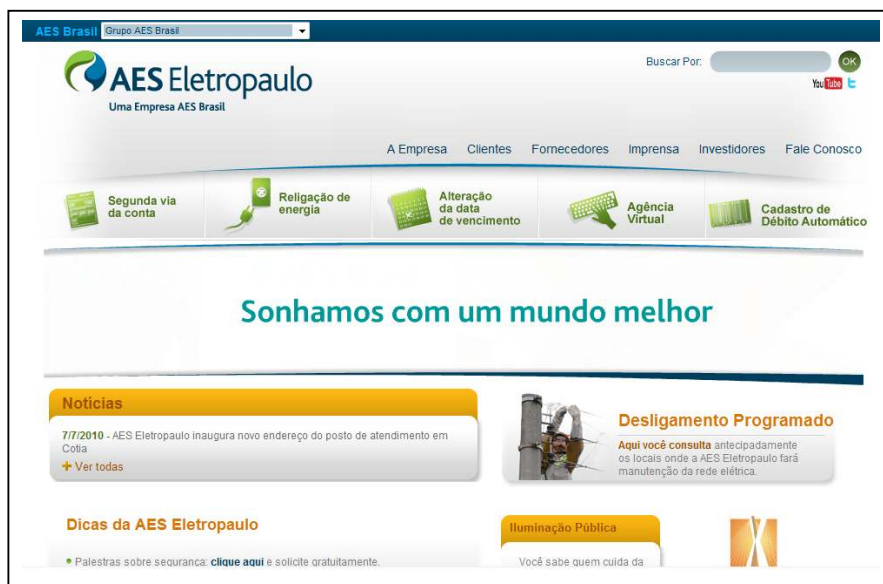 AES Brasil Grupo AES Brasil
AES Eletropaulo
Uma Empresa AES Brasil
Buscar Por: OK
You Tube t
A Empresa Clientes Fornecedores Imprensa Investidores Fale Conosco
Segunda via
da conta
Religação de
energia
Alteração
da data
de vencimento
Agência
Virtual
Cadastro de
Débito Automático
Sonhamos com um mundo melhor
Notícias
7/7/2010 - AES Eletropaulo inaugura novo endereço do posto de atendimento em
Cotia
+ Ver todas
Desligamento Programado
Aqui você consulta antecipadamente
os locais onde a AES Eletropaulo fará
manutenção da rede elétrica.
Dicas da AES Eletropaulo
• Palestras sobre segurança: clique aqui e solicite gratuitamente.
Iluminação Pública
Você sabe quem cuida da